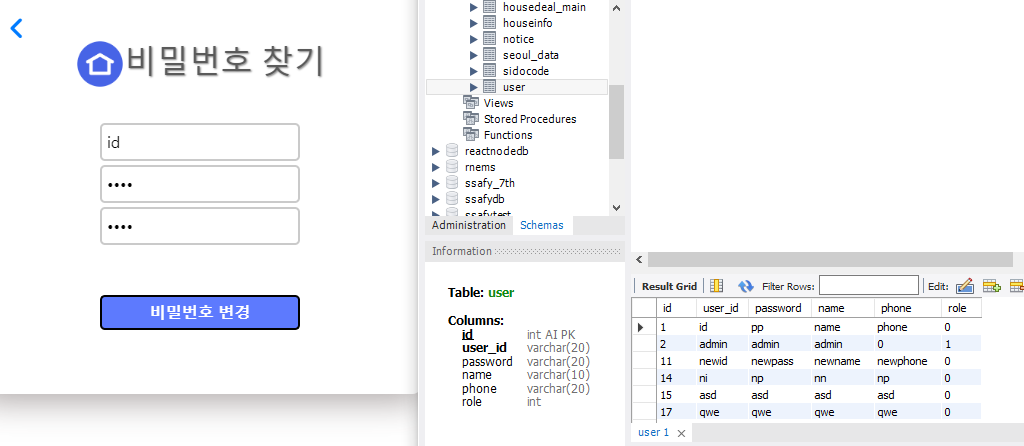 비밀번호 찾기
id
••••
••••
비밀번호 변경
housedeal_main
houseinfo
notice
seoul_data
sidocode
user
Views
Stored Procedures
Functions
reactnodedb
rnems
ssafy_7th
ssafydb
ssafytest
Administration Schemas
Information
Table: user
Columns:
id int AI PK
user_id varchar(20)
password varchar(20)
name varchar(10)
phone varchar(20)
role int
Result Grid Filter Rows: Edit:
id user_id password name phone role
1 id pp name phone 0
2 admin admin admin 0 1
11 newid newpass newname newphone 0
14 ni np nn np 0
15 asd asd asd asd 0
17 qwe qwe qwe qwe 0
user 1